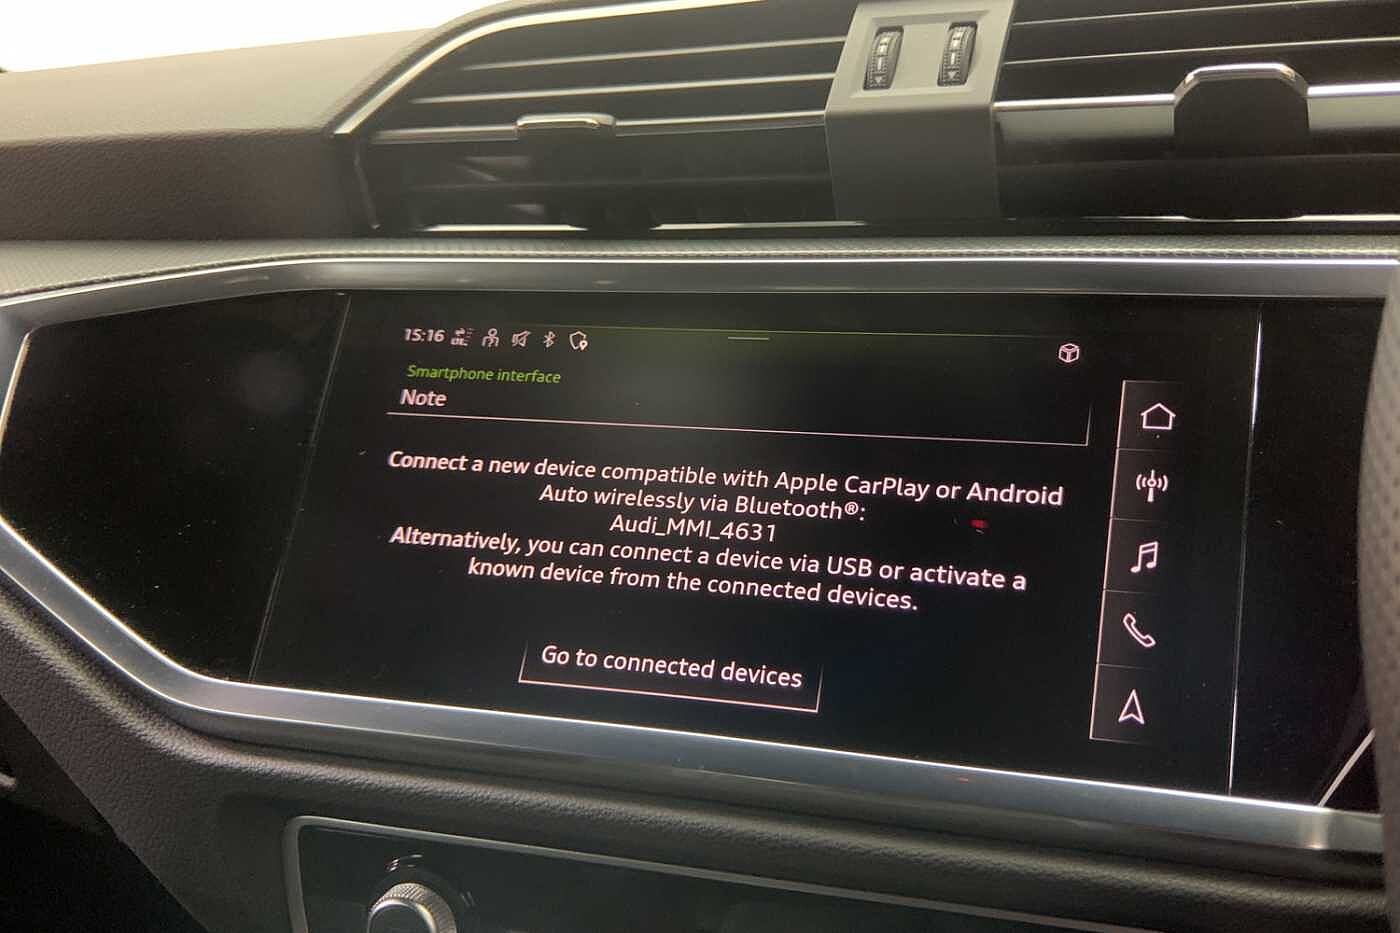 15:16
Smartphone interface
Note
Connect a new device compatible with Apple CarPlay or Android
Auto wirelessly via Bluetooth®:
Audi_MMI_4631
Alternatively, you can connect a device via USB or activate a
known device from the connected devices.
Go to connected devices